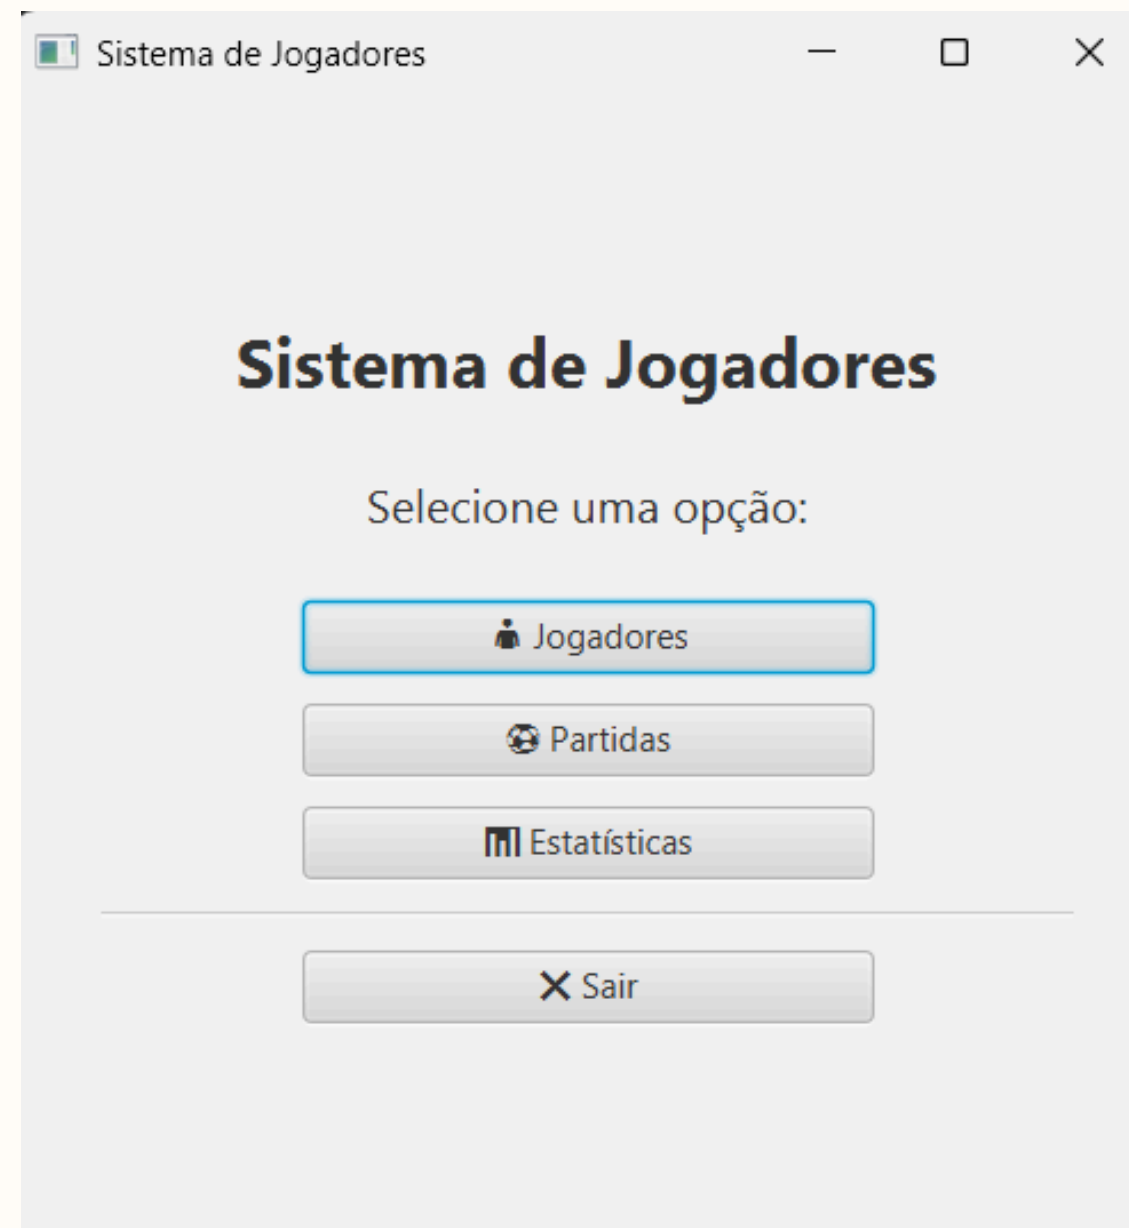 Sistema de Jogadores
Sistema de Jogadores
Selecione uma opção:
Jogadores
Partidas
Estatísticas
Sair